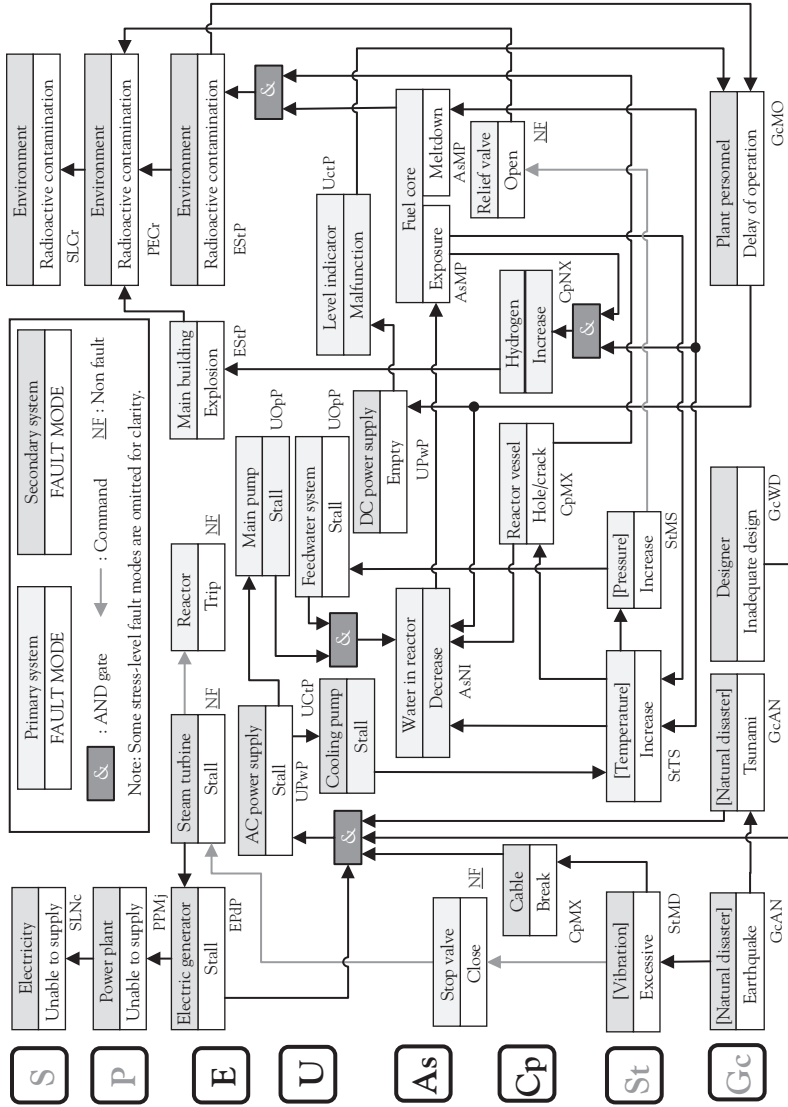 S
P
E
U
As
Cp
St
Gc
Primary system
FAULT MODE
Secondary system
FAULT MODE
&
: AND gate
: Command
NF : Non fault
Note: Some stress-level fault modes are omitted for clarity.
Electricity
Unable to supply
SLNc
Environment
Radioactive contamination
SLCr
Power plant
Unable to supply
PPMj
Environment
Radioactive contamination
PECr
Electric generator
Stall
EPdP
Steam turbine
Stall
NF
Reactor
Trip
NF
Main building
Explosion
EStP
Environment
Radioactive contamination
EStP
&
AC power supply
Stall
UPwP
Main pump
Stall
UOpP
Cooling pump
Stall
UCtP
Feedwater system
Stall
UOpP
Level indicator
Malfunction
UctP
DC power supply
Empty
UPwP
&
&
Water in reactor
Decrease
AsNI
Fuel core
Exposure
Meltdown
AsMP
AsMP
Stop valve
Close
NF
Cable
Break
CpMX
Reactor vessel
Hole/crack
CpMX
Hydrogen
Increase
CpNX
&
Relief valve
Open
NF
[Vibration]
Excessive
StMD
[Temperature]
Increase
StTS
[Pressure]
Increase
StMS
[Natural disaster]
Earthquake
GcAN
[Natural disaster]
Tsunami
GcAN
Designer
Inadequate design
GcWD
Plant personnel
Delay of operation
GcMO